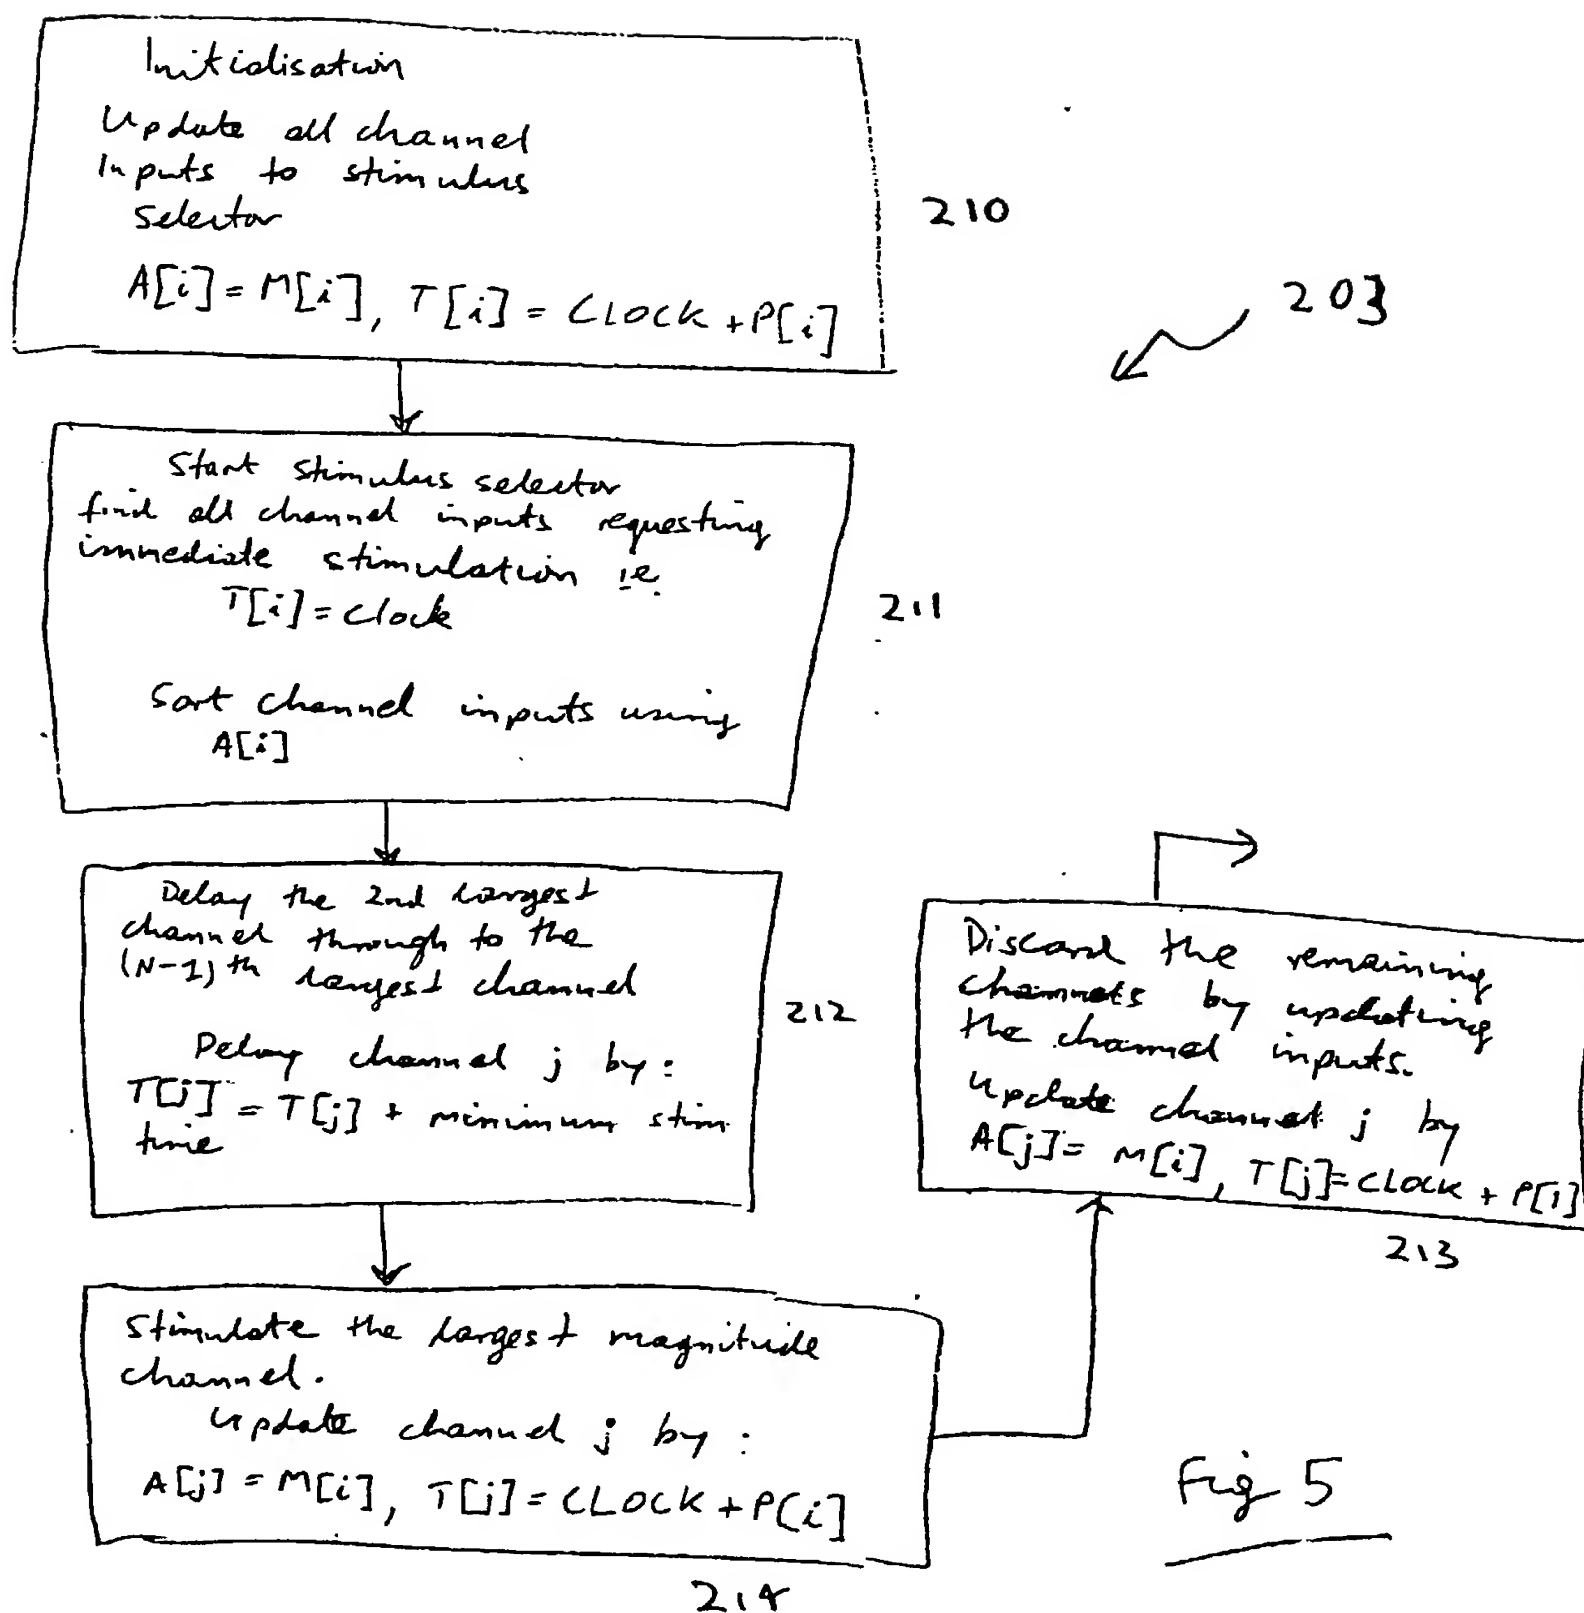 Initialisation
Update all channel
Inputs to stimulus
Selector
A[i] = M[i], T[i] = CLOCK + P[i]
210
203
Start stimulus selector
find all channel inputs requesting
immediate stimulation ie.
T[i] = Clock
211
Sort channel inputs using
A[i]
Delay the 2nd largest
channel through to the
(N-1)th largest channel
Delay channel j by:
T[j] = T[j] + minimum stim
time
212
Stimulate the largest magnitude
channel.
Update channel j by:
A[j] = M[i], T[j] = CLOCK + P[i]
214
Discard the remaining
channels by updating
the channel inputs.
update channel j by
A[j] = M[i], T[j] = CLOCK + P[i]
213
Fig 5